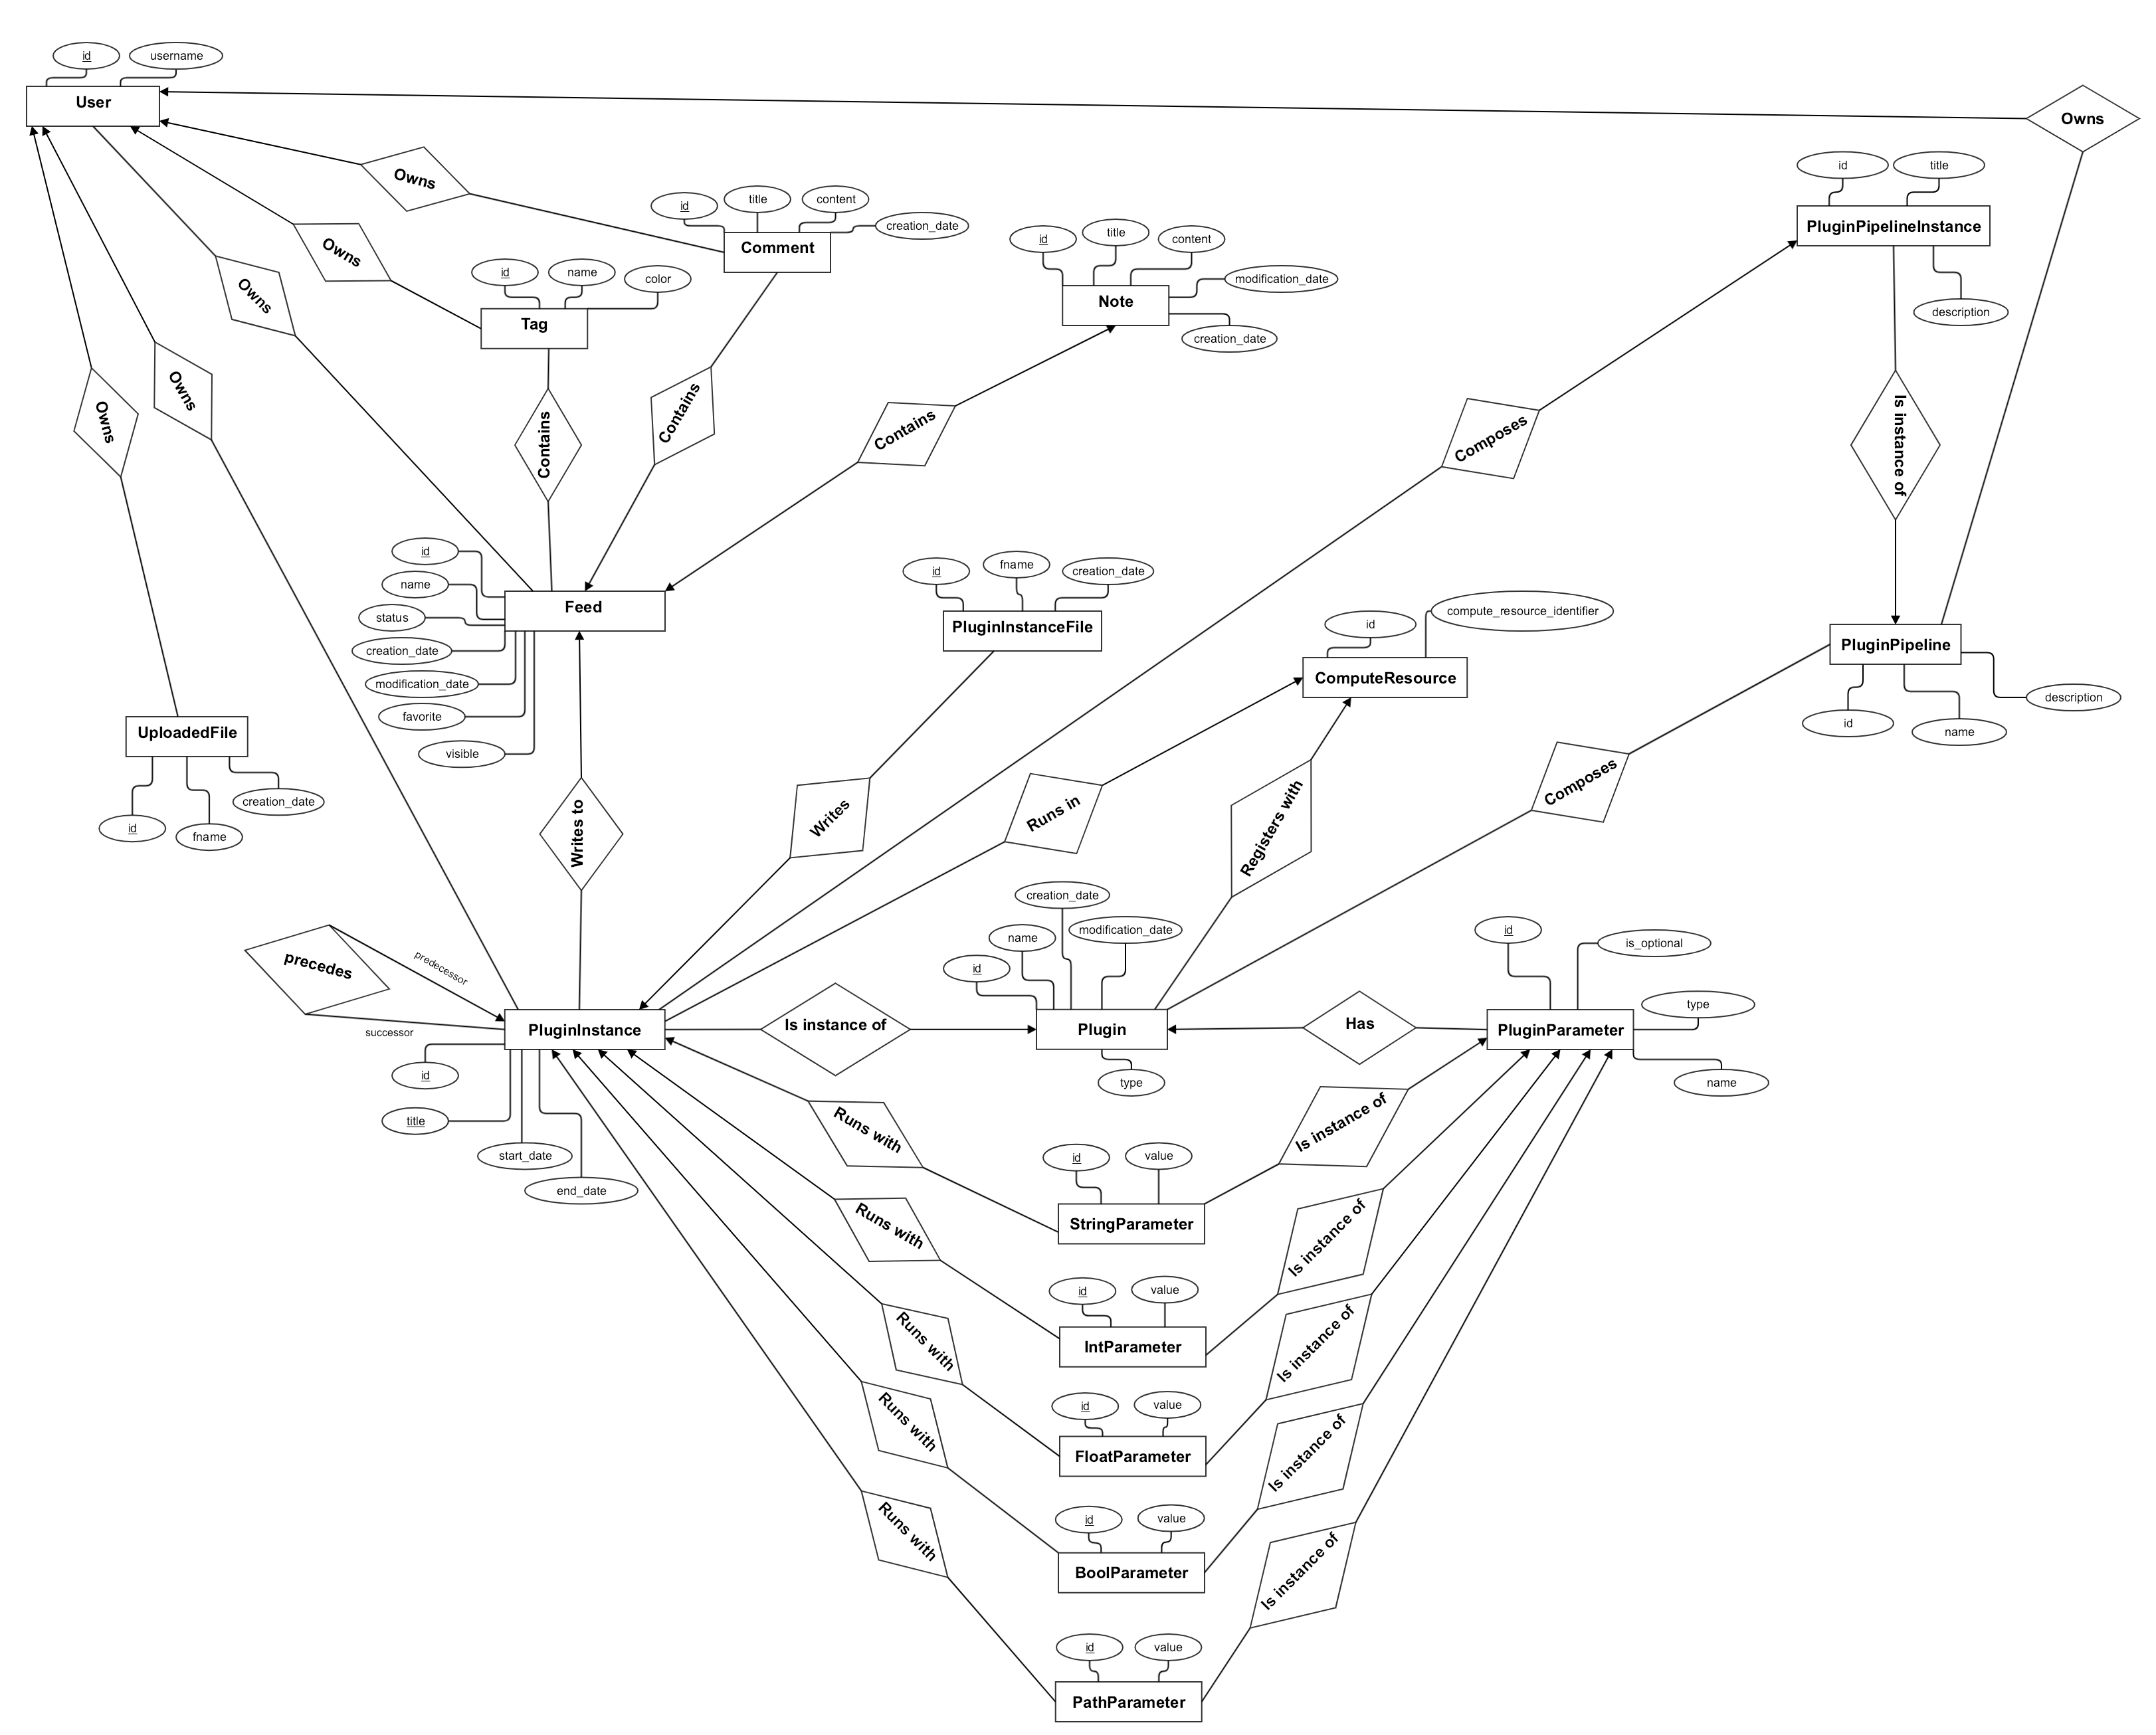 id
username
User
Owns
Owns
id
title
PluginPipelineInstance
description
id
title
content
creation_date
Comment
Owns
id
name
color
Tag
Owns
id
title
content
modification_date
creation_date
Note
Owns
Owns
Owns
Contains
Contains
Contains
Composes
Is instance of
id
name
status
creation_date
modification_date
favorite
visible
Feed
id
fname
creation_date
PluginInstanceFile
id
compute_resource_identifier
ComputeResource
PluginPipeline
id
name
description
UploadedFile
id
fname
creation_date
Writes to
Writes
Runs in
Registers with
Composes
creation_date
modification_date
name
id
Plugin
type
id
is_optional
type
name
PluginParameter
Has
precedes
predecessor
successor
PluginInstance
id
title
start_date
end_date
Is instance of
Runs with
Is instance of
id
value
StringParameter
Runs with
Is instance of
id
value
IntParameter
Runs with
Is instance of
id
value
FloatParameter
Runs with
Is instance of
id
value
BoolParameter
Runs with
Is instance of
id
value
PathParameter